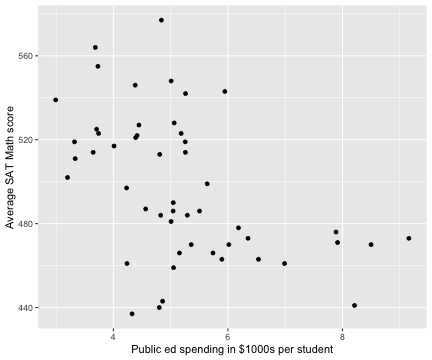 560
520
480
440
4 6 8
Average SAT Math score
Public ed spending in $1000s per student